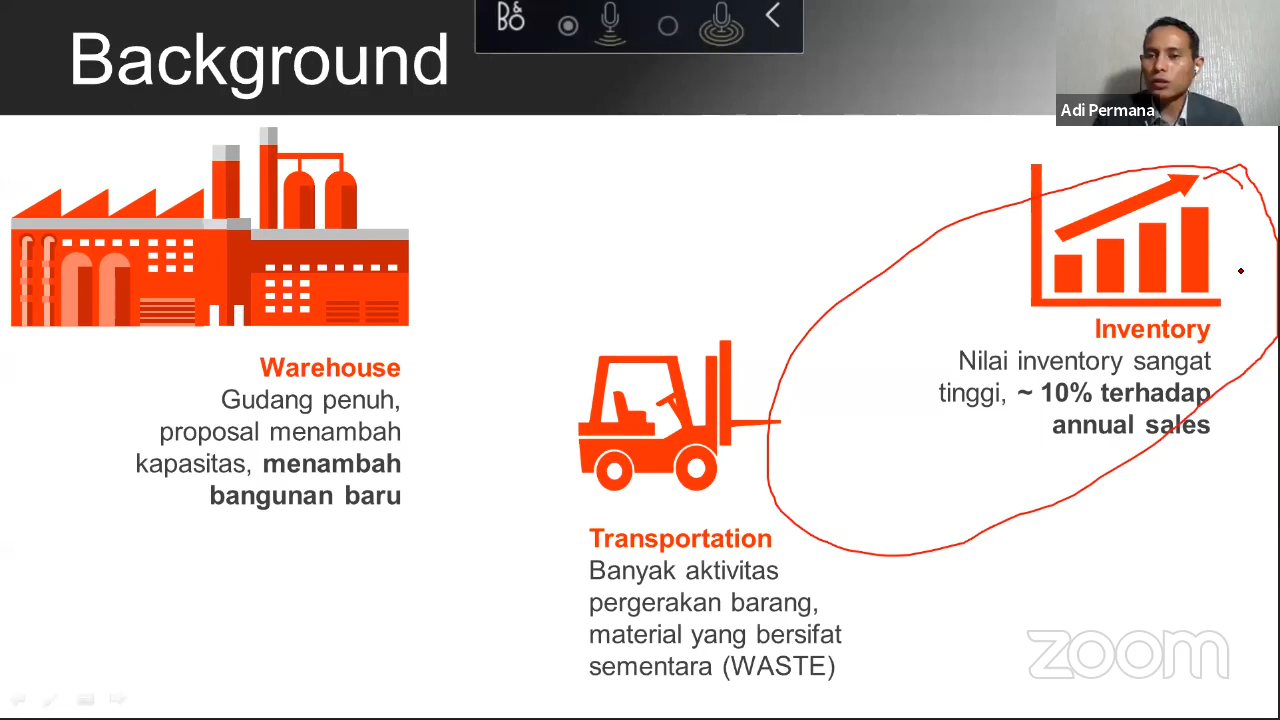 Background
B&O
Adi Permana
Warehouse
Gudang penuh,
proposal menambah
kapasitas, menambah
bangunan baru
Transportation
Banyak aktivitas
pergerakan barang,
material yang bersifat
sementara (WASTE)
Inventory
Nilai inventory sangat
tinggi, ~ 10% terhadap
annual sales
zoom